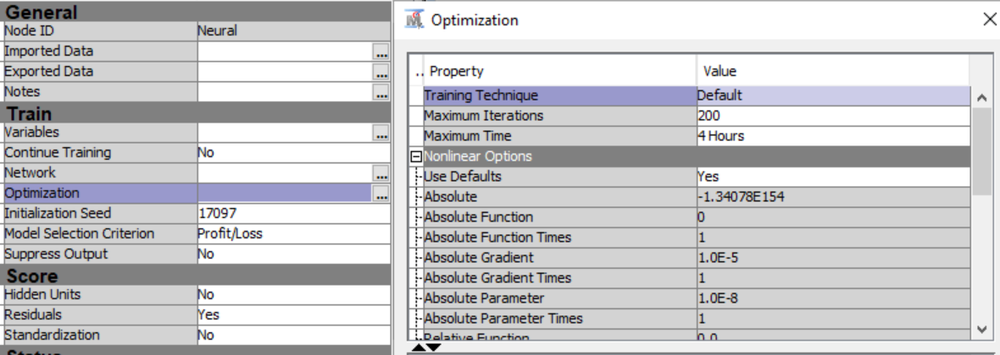 General
Node ID Neural
Imported Data ...
Exported Data ...
Notes ...
Train
Variables ...
Continue Training No
Network ...
Optimization ...
Initialization Seed 17097
Model Selection Criterion Profit/Loss
Suppress Output No
Score
Hidden Units No
Residuals Yes
Standardization No
Status
Optimization
.. Property Value
Training Technique Default
Maximum Iterations 200
Maximum Time 4 Hours
Nonlinear Options
Use Defaults Yes
Absolute -1.34078E154
Absolute Function 0
Absolute Function Times 1
Absolute Gradient 1.0E-5
Absolute Gradient Times 1
Absolute Parameter 1.0E-8
Absolute Parameter Times 1
Relative Function 0.0